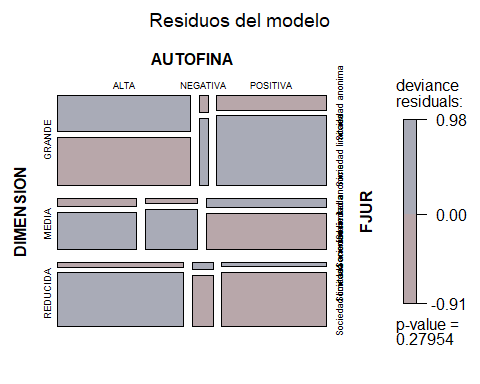 Residuos del modelo
AUTOFINA
ALTA NEGATIVA POSITIVA
DIMENSION
GRANDE
MEDIA
REDUCIDA
Sociedad anonima
Sociedad
FJUR
deviance
residuals:
0.98
0.00
-0.91
p-value =
0.27954